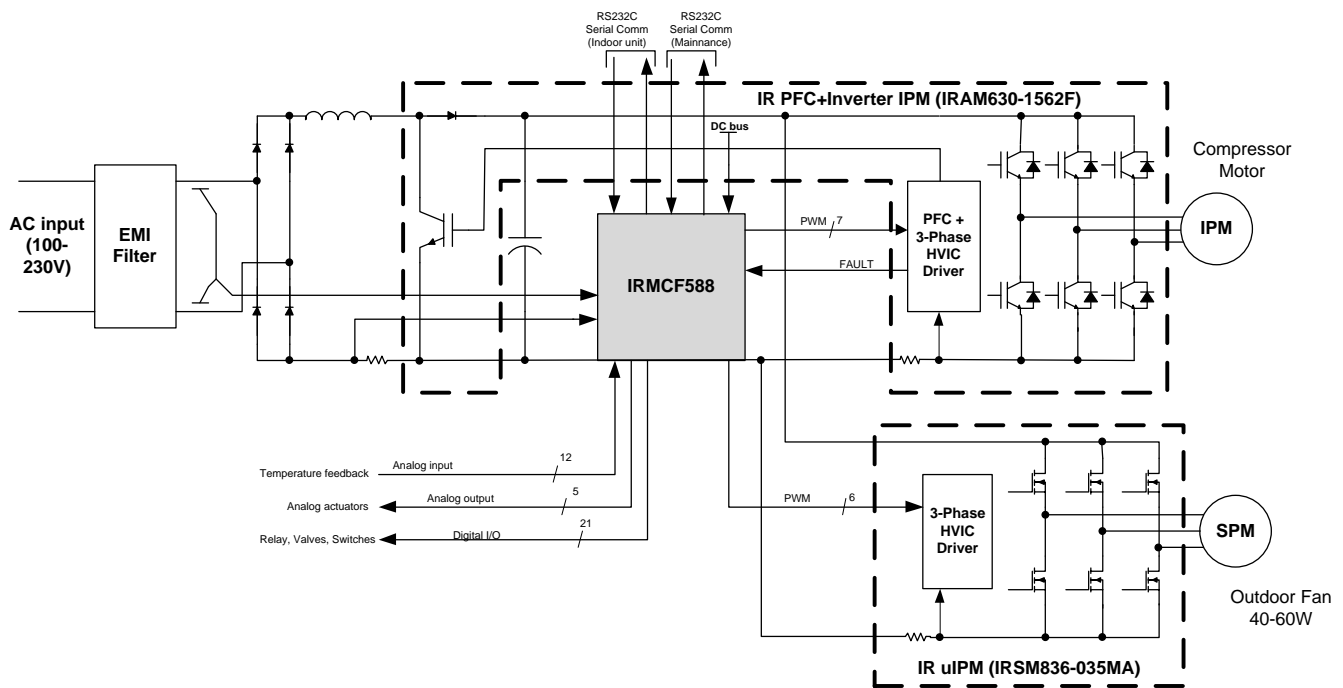 RS232C
Serial Comm
(Indoor unit)
RS232C
Serial Comm
(Mainnance)
IR PFC+Inverter IPM (IRAM630-1562F)
DC bus
Compressor
Motor
AC input
(100-
230V)
EMI
Filter
IRMCF588
PWM
7
FAULT
PFC +
3-Phase
HVIC
Driver
IPM
Temperature feedback
Analog input
12
Analog actuators
Analog output
5
Relay, Valves, Switches
Digital I/O
21
PWM
6
3-Phase
HVIC
Driver
SPM
Outdoor Fan
40-60W
IR uIPM (IRSM836-035MA)